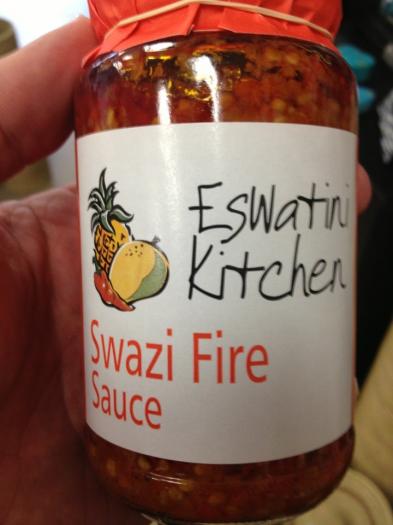 Eswatini
Kitchen
Swazi Fire
Sauce